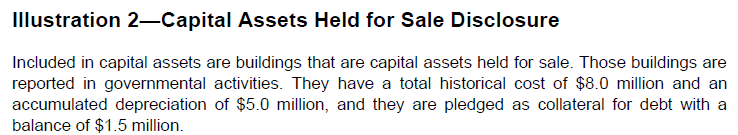 Illustration 2—Capital Assets Held for Sale Disclosure
Included in capital assets are buildings that are capital assets held for sale. Those buildings are
reported in governmental activities. They have a total historical cost of $8.0 million and an
accumulated depreciation of $5.0 million, and they are pledged as collateral for debt with a
balance of $1.5 million.